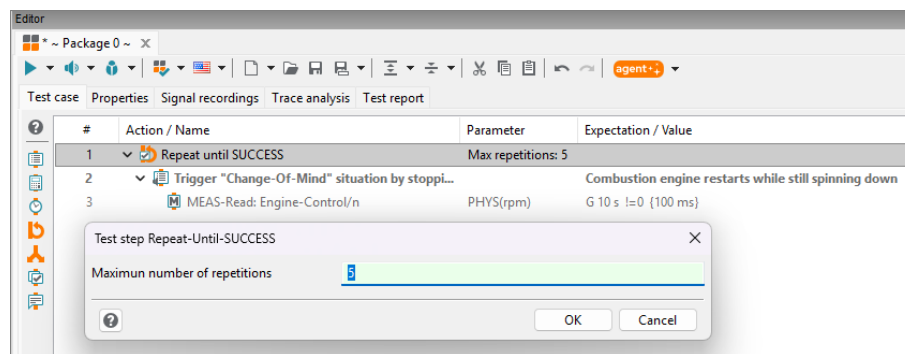 Editor
* ~ Package 0 ~ X
agent
Test case Properties Signal recordings Trace analysis Test report
# Action / Name Parameter Expectation / Value
1 Repeat until SUCCESS Max repetitions: 5
2 Trigger "Change-Of-Mind" situation by stoppi... Combustion engine restarts while still spinning down
3 MEAS-Read: Engine-Control/n PHYS(rpm) G 10 s !=0 {100 ms}
Test step Repeat-Until-SUCCESS
Maximun number of repetitions 5
OK Cancel